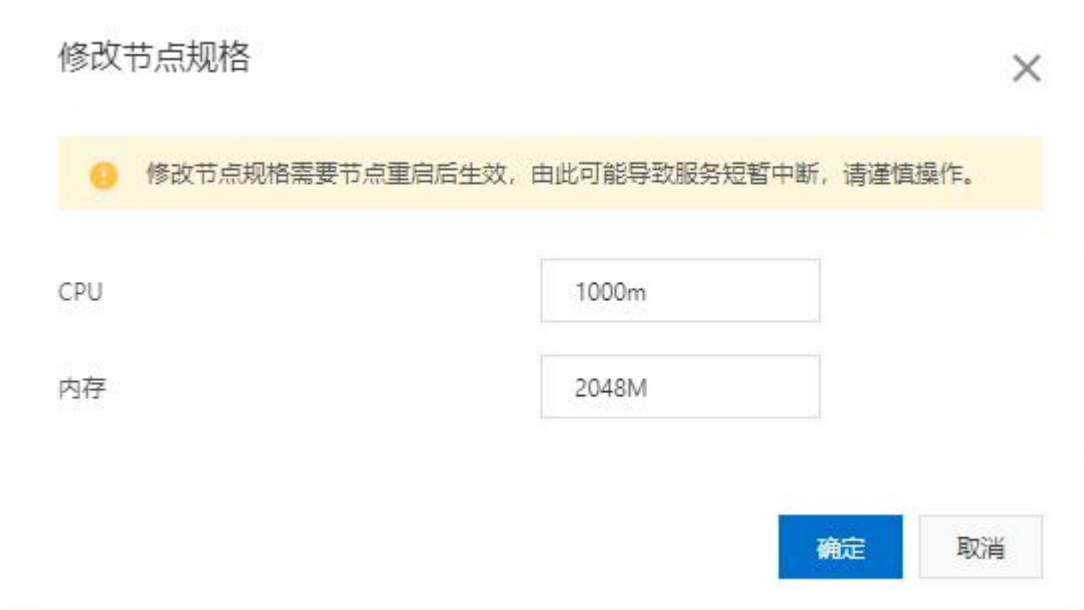 修改节点规格
修改节点规格需要节点重启后生效，由此可能导致服务短暂中断，请谨慎操作。
CPU
1000m
内存
2048M
确定
取消